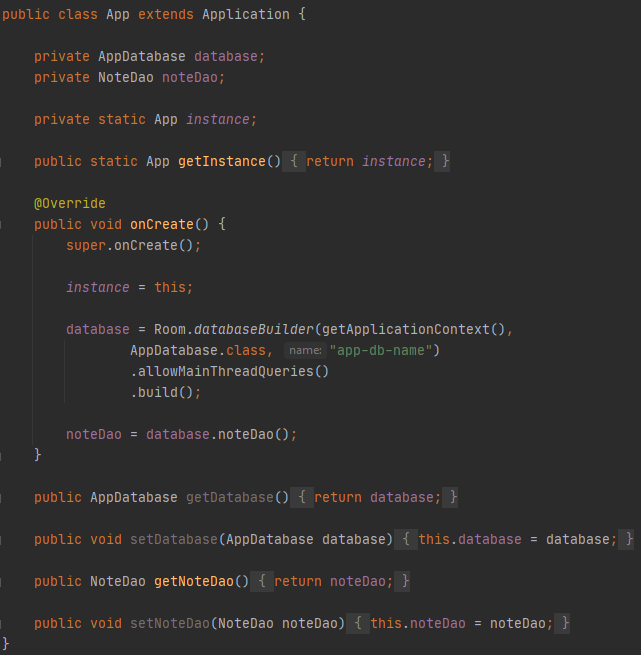 public class App extends Application {
private AppDatabase database;
private NoteDao noteDao;
private static App instance;
public static App getInstance() { return instance; }
@Override
public void onCreate() {
super.onCreate();
instance = this;
database = Room.databaseBuilder(getApplicationContext(),
AppDatabase.class, name: "app-db-name")
.allowMainThreadQueries()
.build();
noteDao = database.noteDao();
}
public AppDatabase getDatabase() { return database; }
public void setDatabase(AppDatabase database) { this.database = database; }
public NoteDao getNoteDao() { return noteDao; }
public void setNoteDao(NoteDao noteDao) { this.noteDao = noteDao; }
}